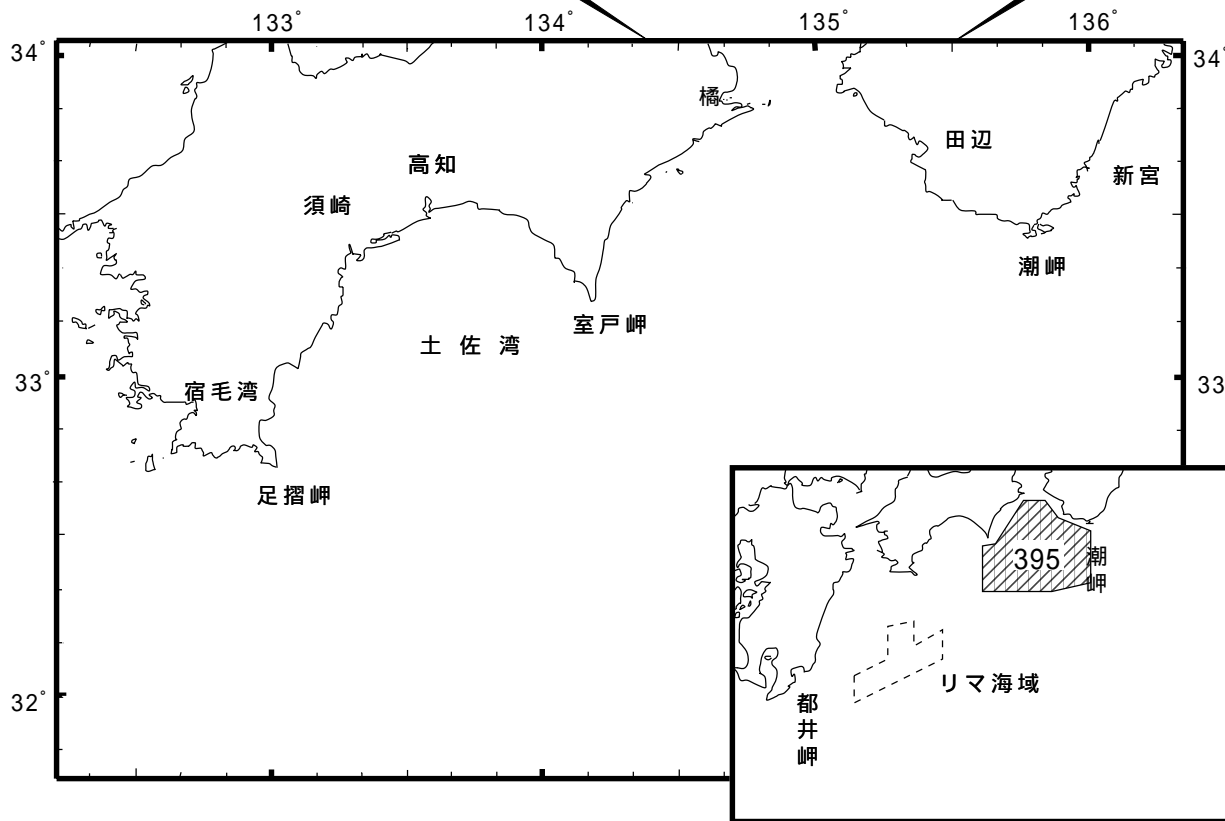 133°
134°
135°
136°
34°
34°
橘
田辺
高知
新宮
須崎
潮岬
室戸岬
土佐湾
33°
33
宿毛湾
足摺岬
395
潮岬
リマ海域
都井岬
32°